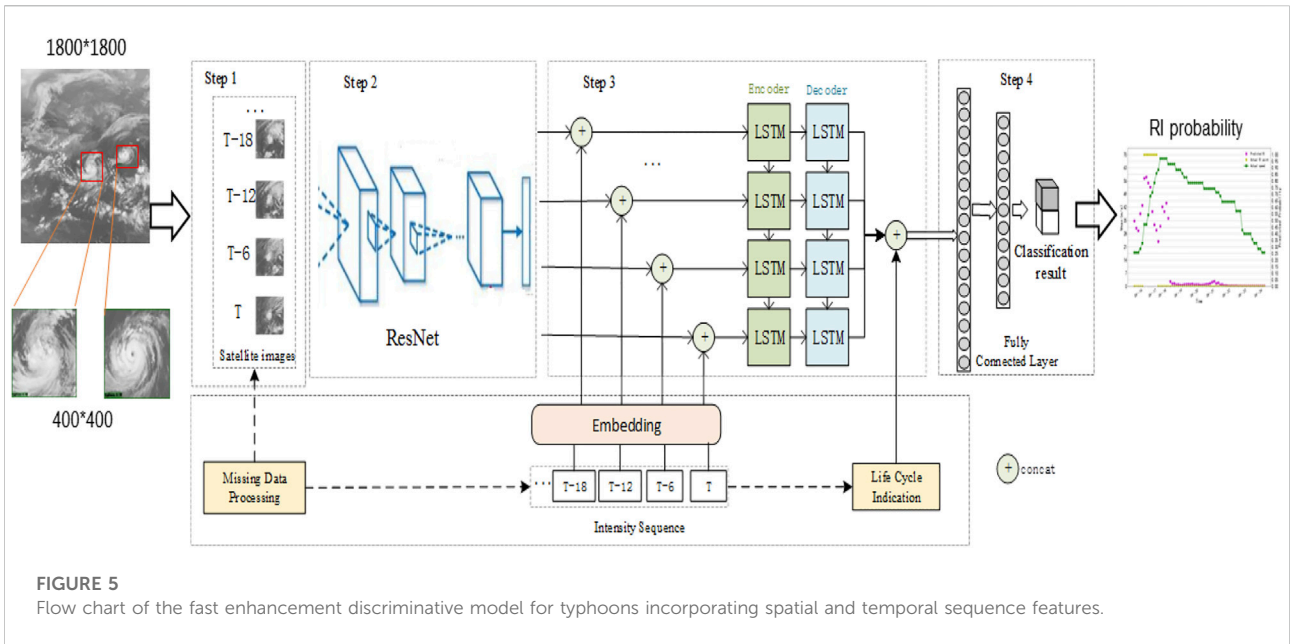 1800*1800
400*400
Step 1
...
T-18
T-12
T-6
T
Satellite images
Step 2
ResNet
Step 3
...
Encoder
Decoder
LSTM LSTM
LSTM LSTM
LSTM LSTM
LSTM LSTM
+
+
+
+
+
Step 4
Classification
result
Fully
Connected Layer
RI probability
Missing Data
Processing
Embedding
... T-18 T-12 T-6 T
Intensity Sequence
Life Cycle
Indication
+ concat
FIGURE 5
Flow chart of the fast enhancement discriminative model for typhoons incorporating spatial and temporal sequence features.